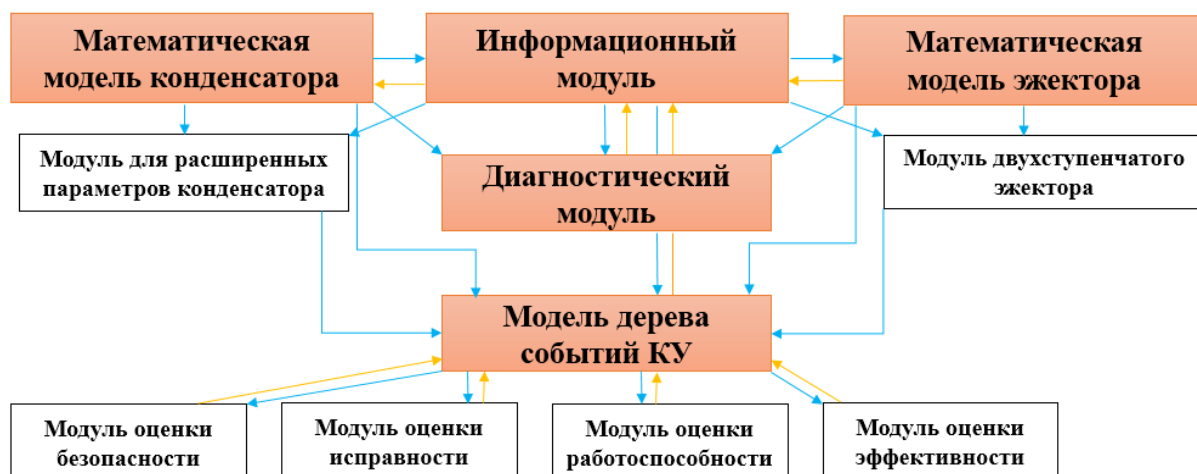 Математическая
модель конденсатора
Информационный
модуль
Математическая
модель эжектора
Модуль для расширенных
параметров конденсатора
Диагностический
модуль
Модуль двухступенчатого
эжектора
Модель дерева
событий КУ
Модуль оценки
безопасности
Модуль оценки
исправности
Модуль оценки
работоспособности
Модуль оценки
эффективности